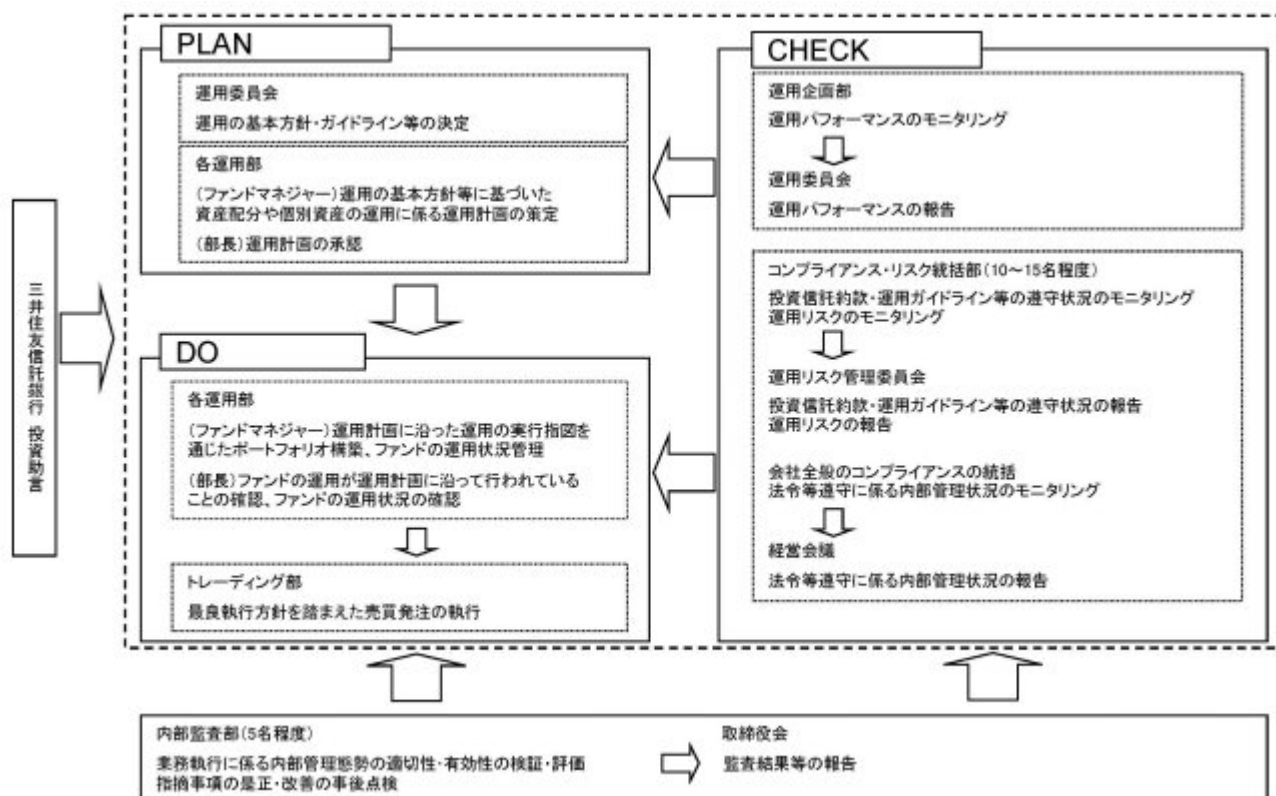 三井住友信託銀行 投資助言
PLAN
運用委員会
運用の基本方針・ガイドライン等の決定
各運用部
(ファンドマネジャー)運用の基本方針等に基づいた
資産配分や個別資産の運用に係る運用計画の策定
(部長)運用計画の承認
DO
各運用部
(ファンドマネジャー)運用計画に沿った運用の実行指図を
通じたポートフォリオ構築、ファンドの運用状況管理
(部長)ファンドの運用が運用計画に沿って行われている
ことの確認、ファンドの運用状況の確認
トレーディング部
最良執行方針を踏まえた売買発注の執行
CHECK
運用企画部
運用パフォーマンスのモニタリング
運用委員会
運用パフォーマンスの報告
コンプライアンス・リスク統括部(10~15名程度)
投資信託約款・運用ガイドライン等の遵守状況のモニタリング
運用リスクのモニタリング
運用リスク管理委員会
投資信託約款・運用ガイドライン等の遵守状況の報告
運用リスクの報告
会社全般のコンプライアンスの統括
法令等遵守に係る内部管理状況のモニタリング
経営会議
法令等遵守に係る内部管理状況の報告
内部監査部(5名程度)
業務執行に係る内部管理態勢の適切性・有効性の検証・評価
指摘事項の是正・改善の事後点検
取締役会
監査結果等の報告